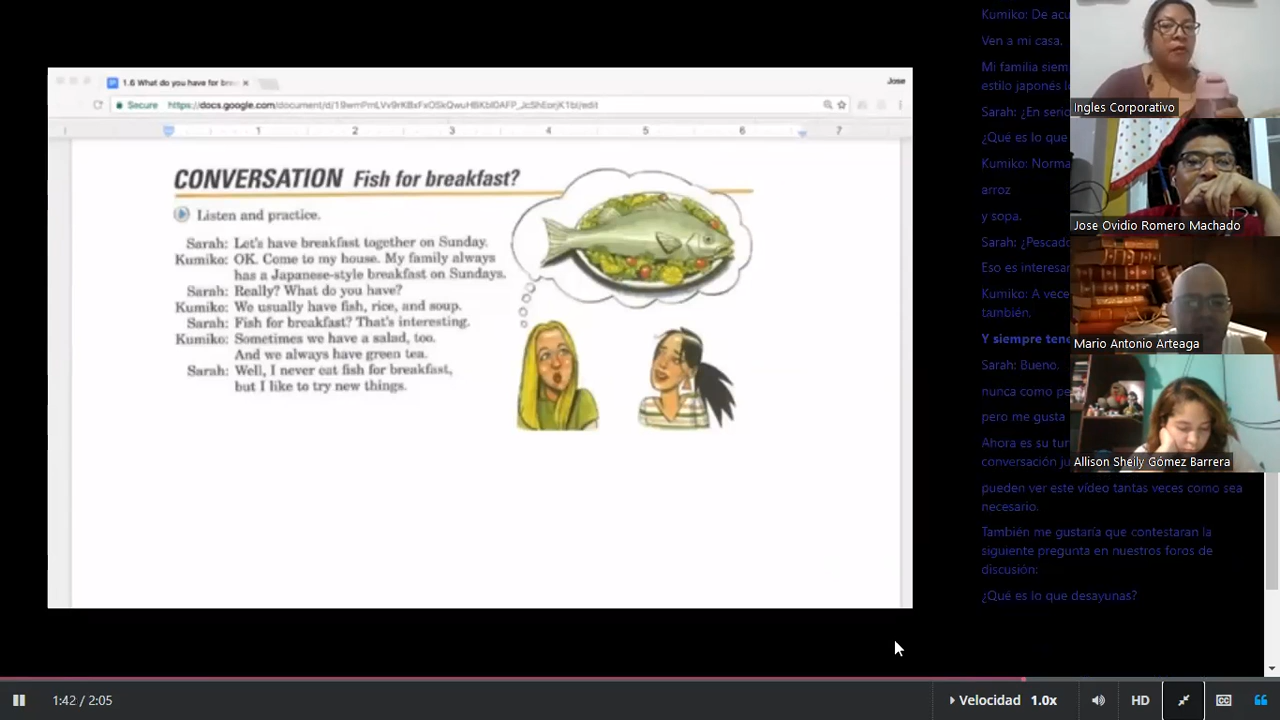 1.6 What do you have for bre
Jose
Secure
https://docs.google.com/document/d/
1 2 3 4 5 6 7
CONVERSATION Fish for breakfast?
Listen and practice.
Sarah: Let's have breakfast together on Sunday.
Kumiko: OK. Come to my house. My family always
has a Japanese-style breakfast on Sundays.
Sarah: Really? What do you have?
Kumiko: We usually have fish, rice, and soup.
Sarah: Fish for breakfast? That's interesting.
Kumiko: Sometimes we have a salad, too.
And we always have green tea.
Sarah: Well, I never eat fish for breakfast,
but I like to try new things.
Kumiko: De acu
Ven a mi casa.
Mi familia siem
estilo japonés l
Sarah: ¿En seri
¿Qué es lo qu
Kumiko: Norma
arroz
y sopa.
Sarah: ¿Pescad
Eso es interesa
Kumiko: A vece
también,
Y siempre tene
Sarah: Bueno,
nunca como pe
pero me gusta
Ahora es su tur
conversación ju
pueden ver este vídeo tantas veces como sea
necesario.
También me gustaría que contestaran la
siguiente pregunta en nuestros foros de
discusión:
¿Qué es lo que desayunas?
Ingles Corporativo
Jose Ovidio Romero Machado
Mario Antonio Arteaga
Allison Sheily Gómez Barrera
1:42 / 2:05
Velocidad 1.0x
HD
CC